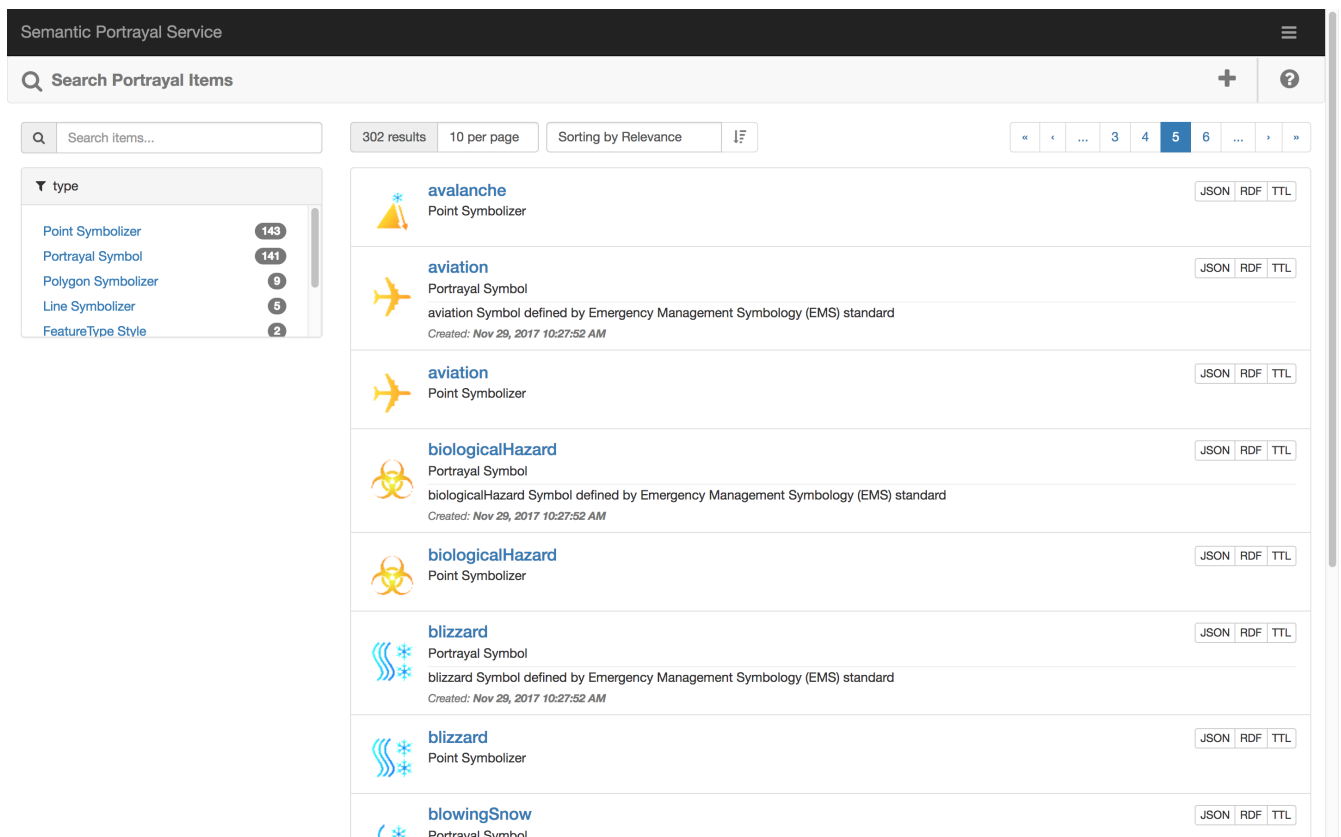 Semantic Portrayal Service
Search Portrayal Items
Search items...
302 results 10 per page Sorting by Relevance
« ‹ ... 3 4 5 6 ... › »
type
Point Symbolizer 143
Portrayal Symbol 141
Polygon Symbolizer 9
Line Symbolizer 5
FeatureType Style 2
avalanche JSON RDF TTL
Point Symbolizer
aviation JSON RDF TTL
Portrayal Symbol
aviation Symbol defined by Emergency Management Symbology (EMS) standard
Created: Nov 29, 2017 10:27:52 AM
aviation JSON RDF TTL
Point Symbolizer
biologicalHazard JSON RDF TTL
Portrayal Symbol
biologicalHazard Symbol defined by Emergency Management Symbology (EMS) standard
Created: Nov 29, 2017 10:27:52 AM
biologicalHazard JSON RDF TTL
Point Symbolizer
blizzard JSON RDF TTL
Portrayal Symbol
blizzard Symbol defined by Emergency Management Symbology (EMS) standard
Created: Nov 29, 2017 10:27:52 AM
blizzard JSON RDF TTL
Point Symbolizer
blowingSnow JSON RDF TTL
Portrayal Symbol